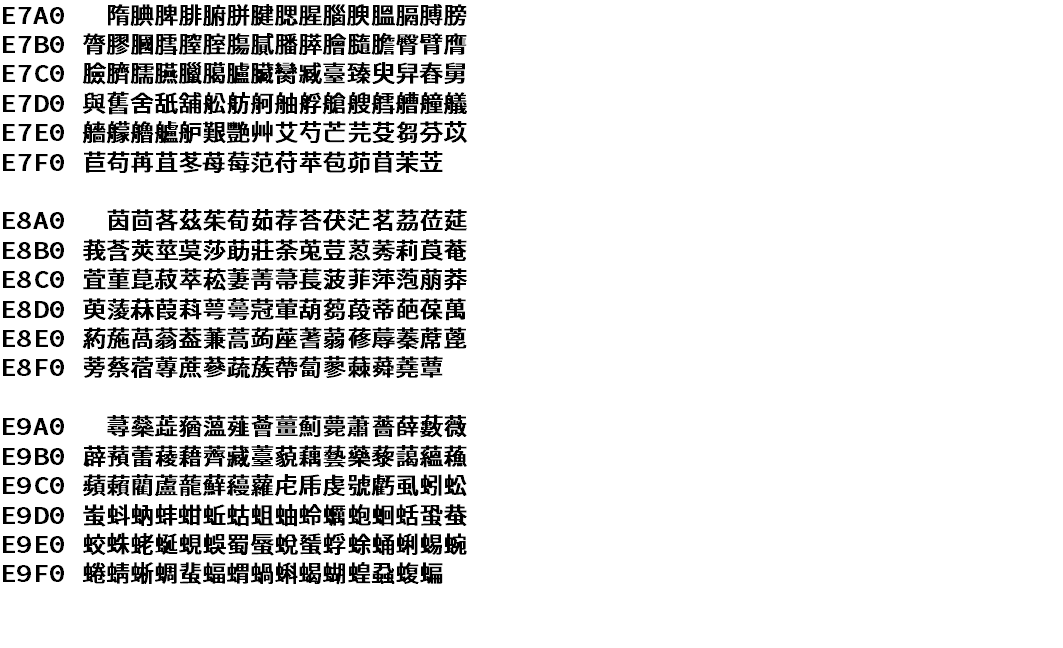 E7A0 隋腆脾腓腑胼腱腮腥腦腴膃膈膊膀
E7B0 膂膠膕膤膣腟膓膩膰膵膾膸膽臀臂膺
E7C0 臉臍臑臙臘臈臚臟臠臧臺臻臾舁舂舅
E7D0 與舊舍舐舖舩舫舸舳艀艙艘艝艚艟艤
E7E0 艢艨艪艫舮艱艷艸艾芍芒芫芟芻芬苡
E7F0 苣苟苒苴苳苺莓范苻苹苞茆苜茉苙
E8A0 茵茴茖茲茱荀茹荐荅茯茫茗茘莅莚
E8B0 莪莟莢莖茣莎莇莊荼莵荳荵莠莉莨菴
E8C0 萓菫菎菽萃菘萋菁菷萇菠菲萍萢萠莽
E8D0 萸蔆菻葭萪萼蕚蒄葷葫蒭葮蒂葩葆萬
E8E0 葯葹萵蓊葢蒹蒿蒟蓙蓍蒻蓚蓐蓁蓆蓖
E8F0 蒡蔡蓿蓴蔗蔘蔬蔟蔕蔔蓼蕀蕣蕘蕈
E9A0 蕁蘂蕋蕕薀薤薈薑薊薨蕭薔薛藪薇
E9B0 薜蕷蕾薐藉薺藏薹藐藕藝藥藜藹蘊蘓
E9C0 蘋藾藺蘆蘢蘚蘰蘿虍乕虔號虧虱蚓蚣
E9D0 蚩蚪蚋蚌蚶蚯蛄蛆蚰蛉蠣蚫蛔蛞蛩蛬
E9E0 蛟蛛蛯蜒蜆蜈蜀蜃蛻蜑蜉蜍蛹蜊蜴蜿
E9F0 蜷蜻蜥蜩蜚蝠蝟蝸蝌蝎蝴蝗蝨蝮蝙